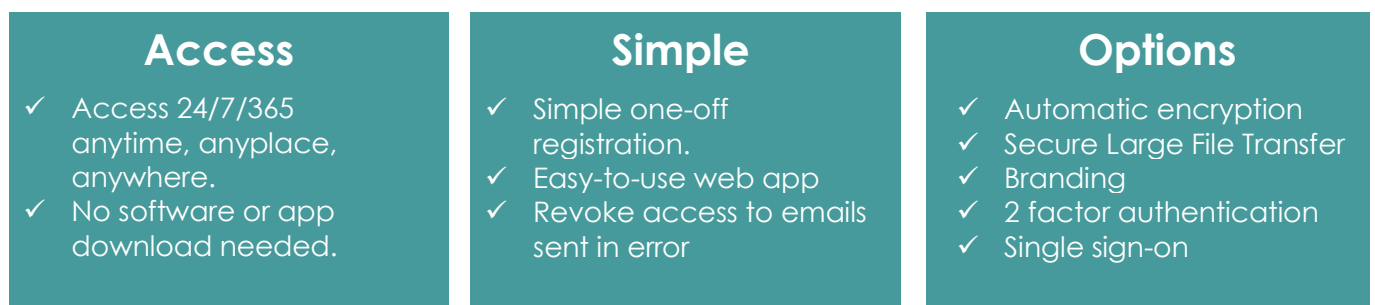 Access
✓ Access 24/7/365
anytime, anyplace,
anywhere.
✓ No software or app
download needed.
Simple
✓ Simple one-off
registration.
✓ Easy-to-use web app
✓ Revoke access to emails
sent in error
Options
✓ Automatic encryption
✓ Secure Large File Transfer
✓ Branding
✓ 2 factor authentication
✓ Single sign-on